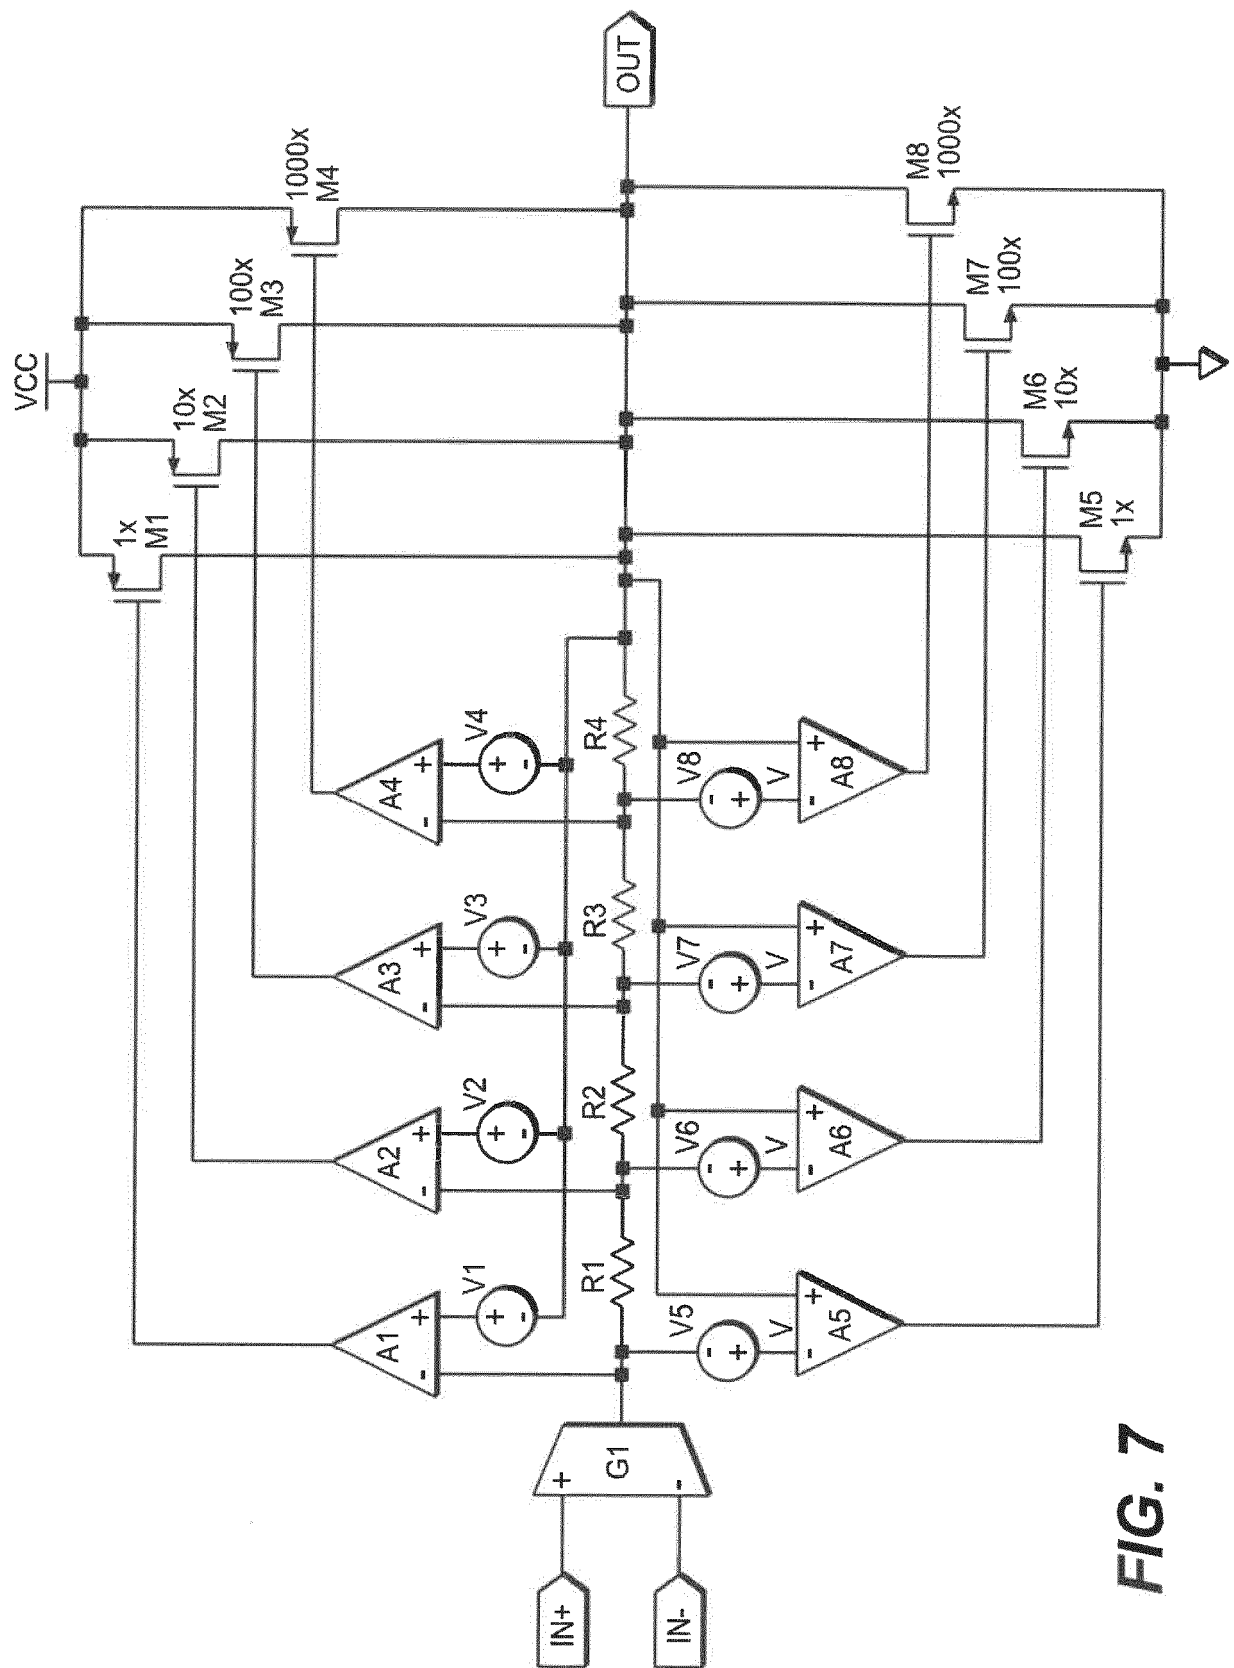 VCC
1x
M1
10x
M2
100x
M3
1000x
M4
A1
+
-
A2
+
-
A3
+
-
A4
+
-
V1
+
-
V2
+
-
V3
+
-
V4
+
-
IN+
IN-
+
G1
-
R1
R2
R3
R4
OUT
V5
-
+
V
V6
-
+
V
V7
-
+
V
V8
-
+
V
-
+
A5
-
+
A6
-
+
A7
-
+
A8
M5
1x
M6
10x
M7
100x
M8
1000x
FIG. 7